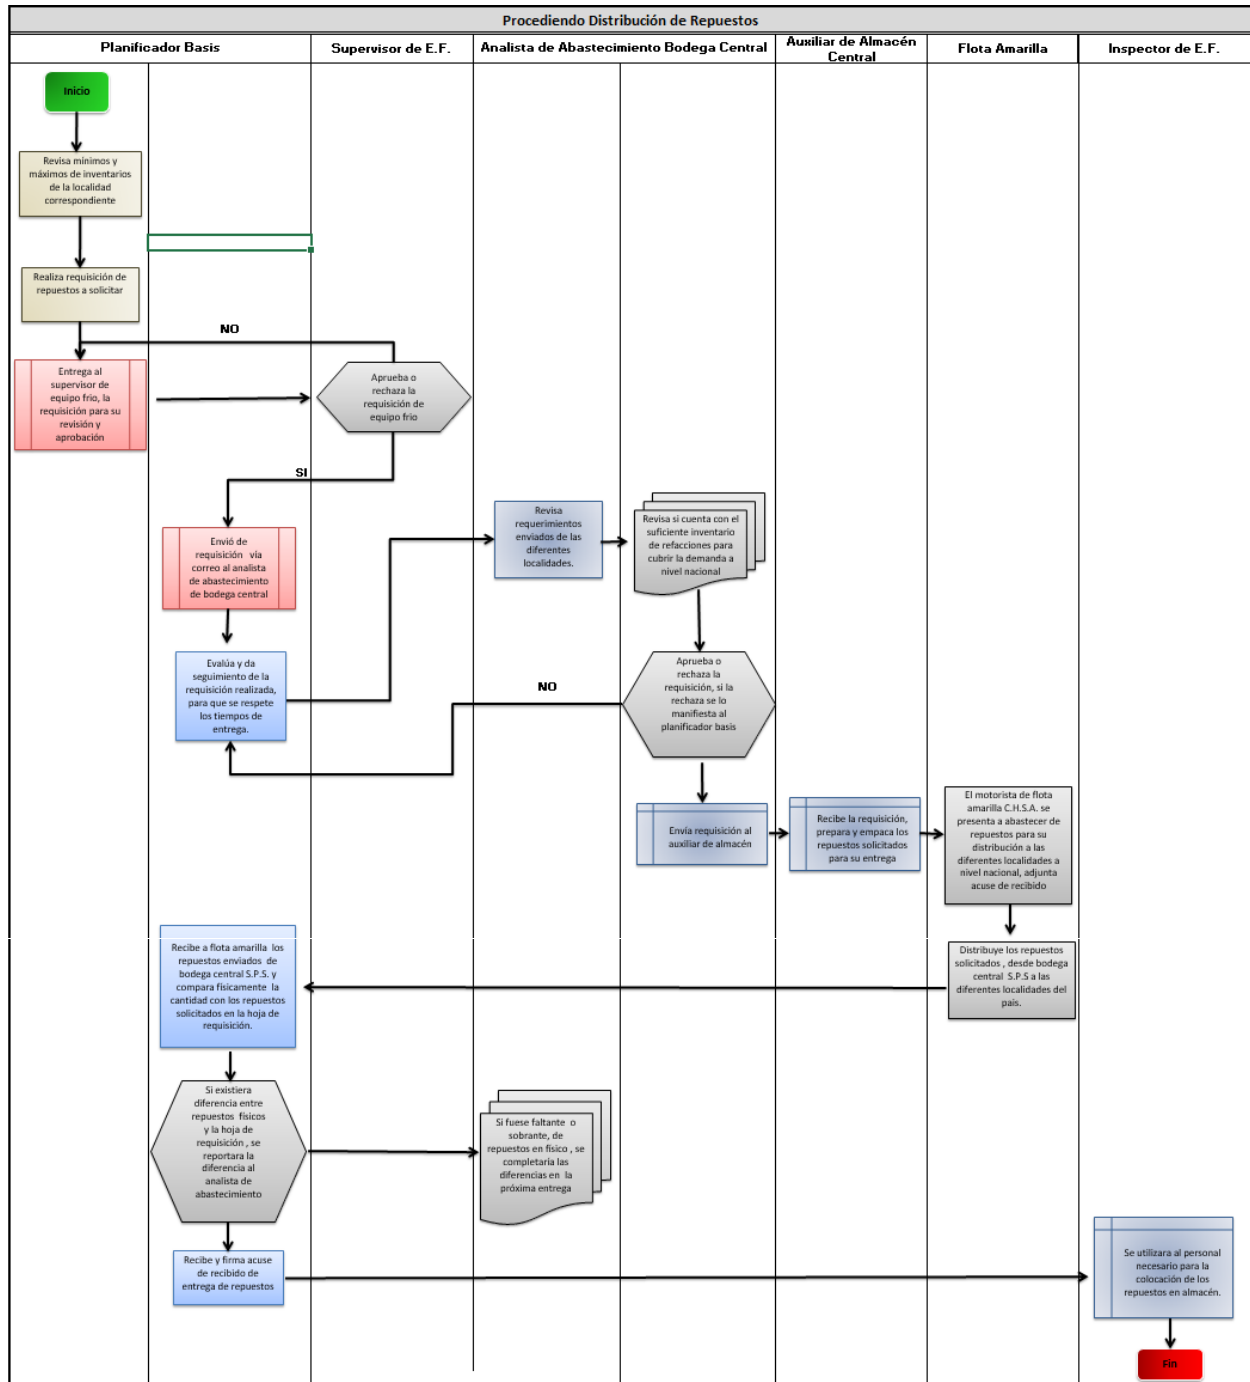 Procediendo Distribución de Repuestos
Planificador Basis
Supervisor de E.F.
Analista de Abastecimiento Bodega Central
Auxiliar de Almacén
Central
Flota Amarilla
Inspector de E.F.
Inicio
Revisa mínimos y
máximos de inventarios
de la localidad
correspondiente
Realiza requisición de
repuestos a solicitar
NO
Entrega al
supervisor de
equipo frio, la
requisición para su
revisión y
aprobación
Aprueba o
rechaza la
requisición de
equipo frio
SI
Envió de
requisición vía
correo al analista
de abastecimiento
de bodega central
Revisa
requerimientos
enviados de las
diferentes
localidades.
Revisa si cuenta con el
suficiente inventario
de refacciones para
cubrir la demanda a
nivel nacional
Evalúa y da
seguimiento de la
requisición realizada,
para que se respete
los tiempos de
entrega.
NO
Aprueba o
rechaza la
requisición, si la
rechaza se lo
manifiesta al
planificador basis
Envía requisición al
auxiliar de almacén
Recibe la requisición,
prepara y empaca los
repuestos solicitados
para su entrega
El motorista de flota
amarilla C.H.S.A. se
presenta a abastecer de
repuestos para su
distribución a las
diferentes localidades a
nivel nacional, adjunta
acuse de recibido
Recibe a flota amarilla los
repuestos enviados de
bodega central S.P.S. y
compara físicamente la
cantidad con los repuestos
solicitados en la hoja de
requisición.
Distribuye los repuestos
solicitados , desde bodega
central S.P.S a las
diferentes localidades del
país.
Si existiera
diferencia entre
repuestos físicos
y la hoja de
requisición , se
reportara la
diferencia al
analista de
abastecimiento
Si fuese faltante o
sobrante, de
repuestos en físico , se
completaría las
diferencias en la
próxima entrega
Recibe y firma acuse
de recibido de
entrega de repuestos
Se utilizara al personal
necesario para la
colocación de los
repuestos en almacén.
Fin